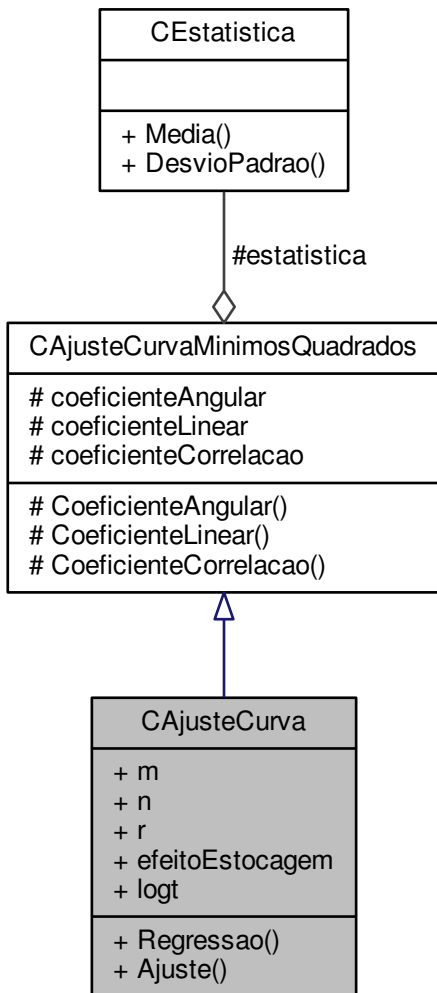 CEstatistica
+ Media()
+ DesvioPadrao()
#estatistica
CAjusteCurvaMinimosQuadrados
# coeficienteAngular
# coeficienteLinear
# coeficienteCorrelacao
# CoeficienteAngular()
# CoeficienteLinear()
# CoeficienteCorrelacao()
CAjusteCurva
+ m
+ n
+ r
+ efeitoEstocagem
+ logt
+ Regressao()
+ Ajuste()